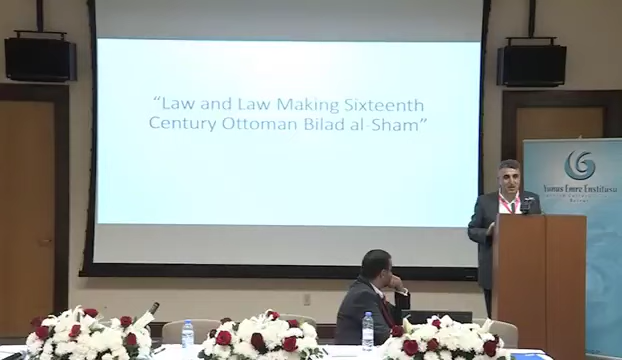 “Law and Law Making Sixteenth
Century Ottoman Bilad al-Sham”
Yunus Emre Enstitüsü